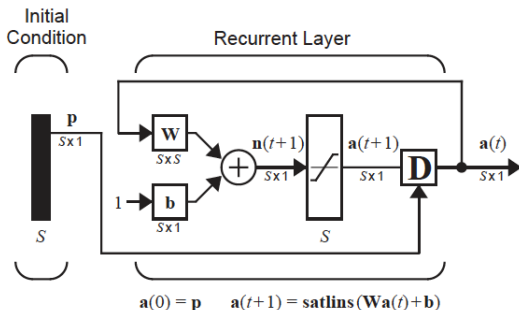 Initial
Condition
Recurrent Layer
p
S x 1
W
S x S
n(t+1)
S x 1
a(t+1)
S x 1
D
a(t)
S x 1
1
b
S x 1
S
S
a(0) = p a(t+1) = satlins(Wa(t)+b)